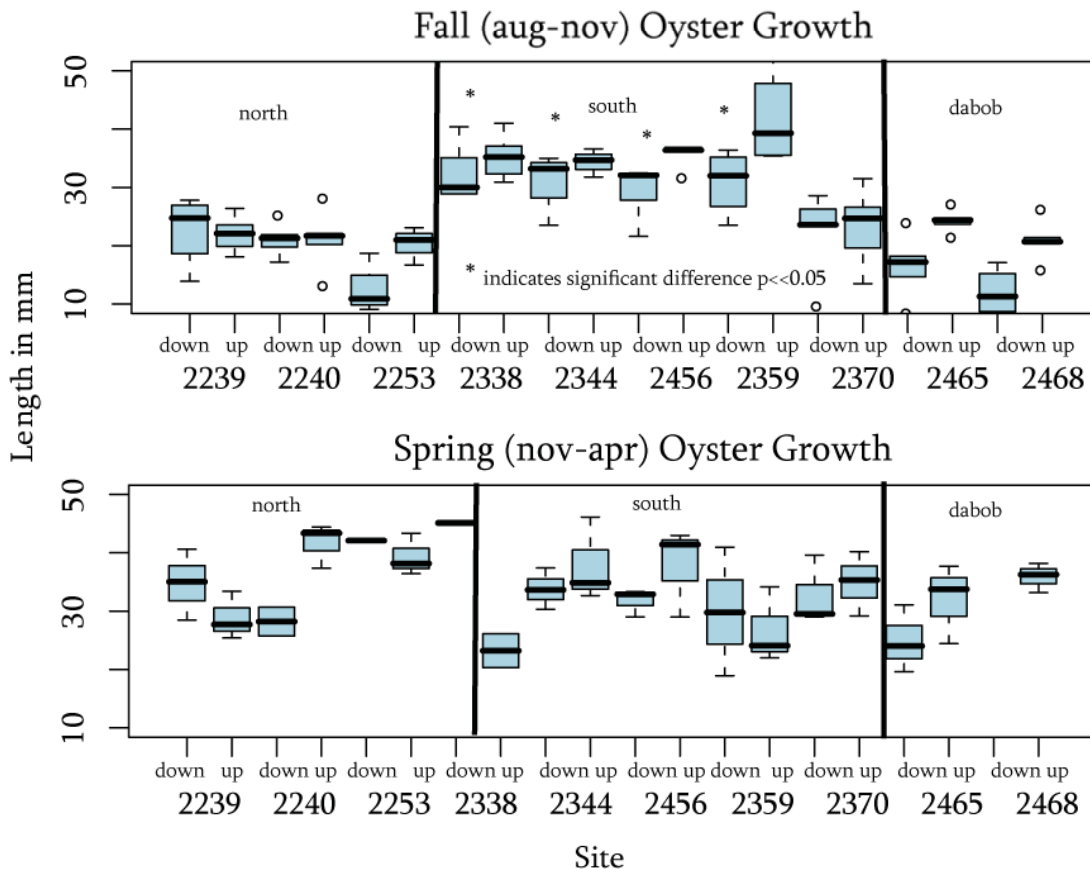 Fall (aug-nov) Oyster Growth
50
30
10
north
south
dabob
*
*
*
*
* indicates significant difference p<<0.05
down up down up down up down up down up down up down up down up down up down up
2239 2240 2253 2338 2344 2456 2359 2370 2465 2468
Length in mm
Spring (nov-apr) Oyster Growth
50
30
10
north
south
dabob
down up down up down up down up down up down up down up down up down up down up
2239 2240 2253 2338 2344 2456 2359 2370 2465 2468
Site